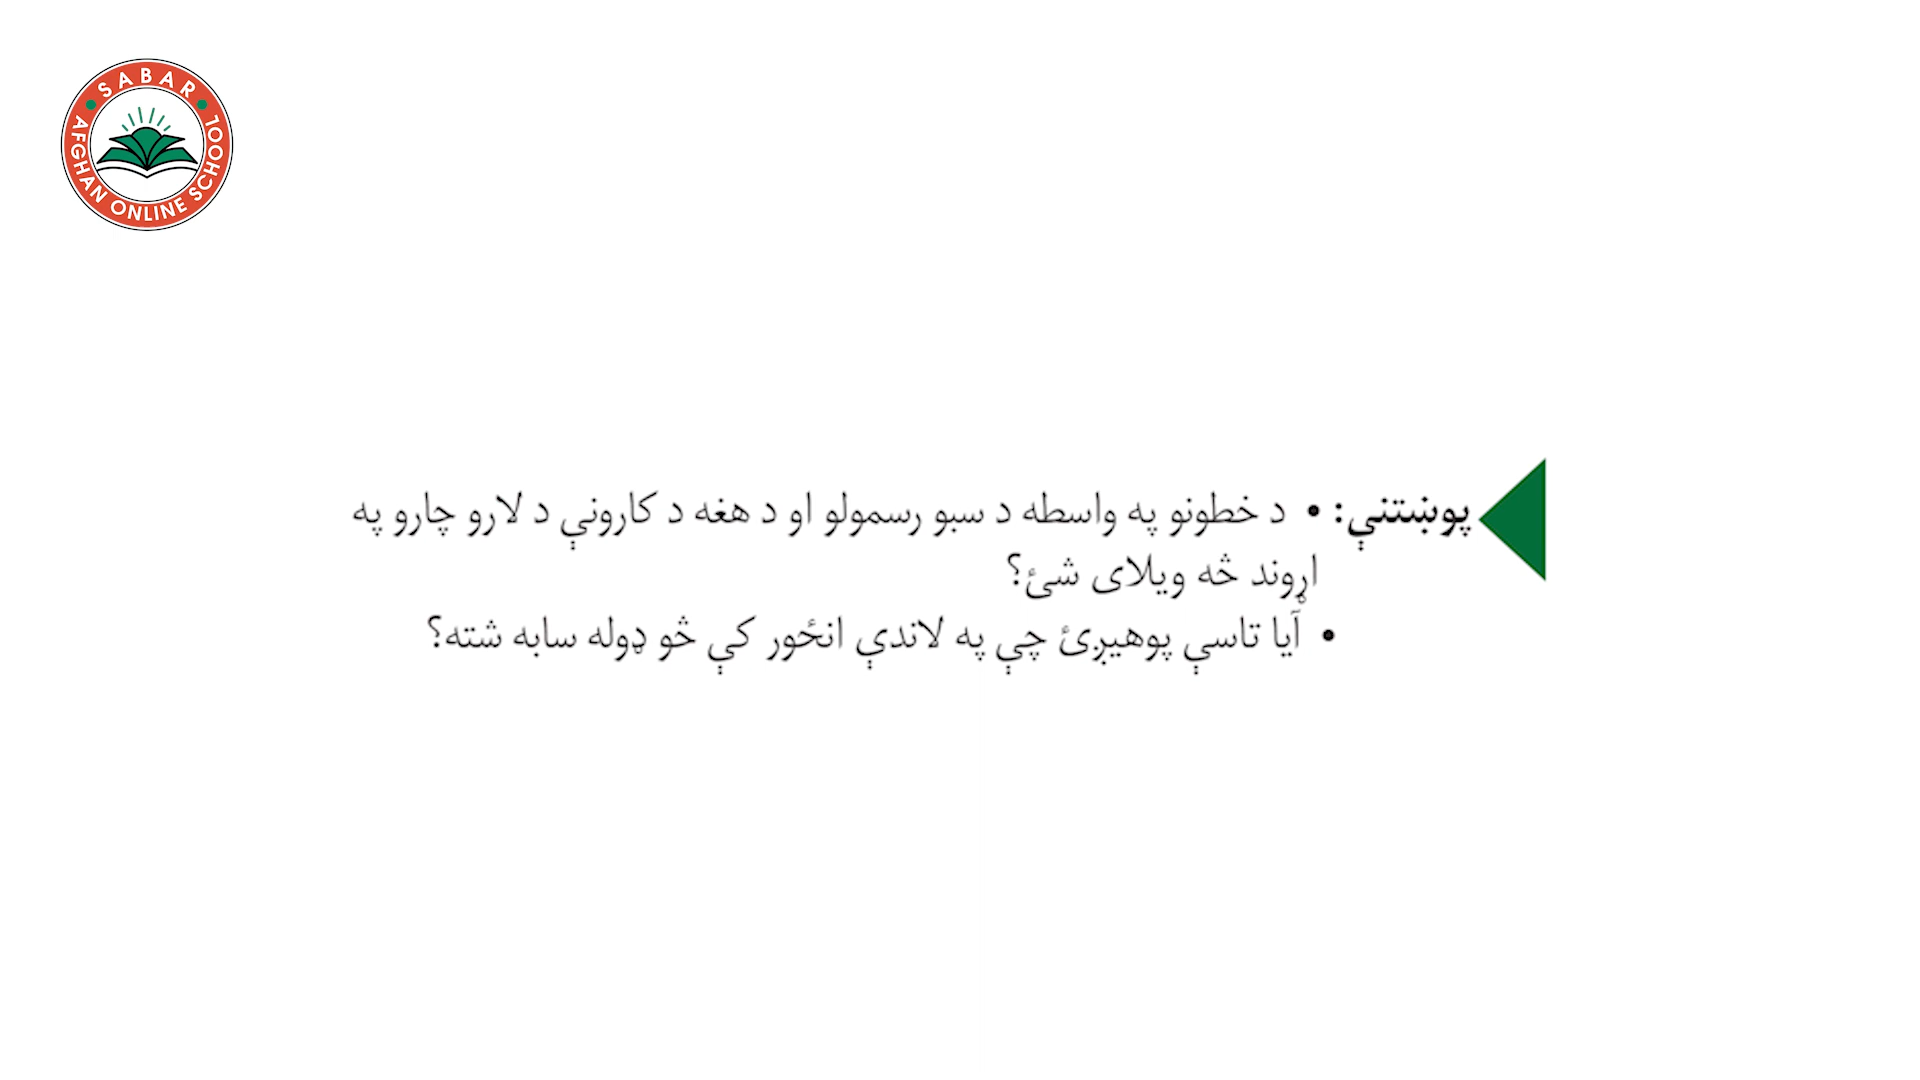 SABAR
AFGHAN ONLINE SCHOOL
پوښتنې: • د خطونو په واسطه د سبو رسمولو او د هغه د کارونې د لارو چارو په
اړوند څه ویلای شئ؟
• آیا تاسې پوهیږئ چې په لاندې انځور کې څو ډوله سابه شته؟